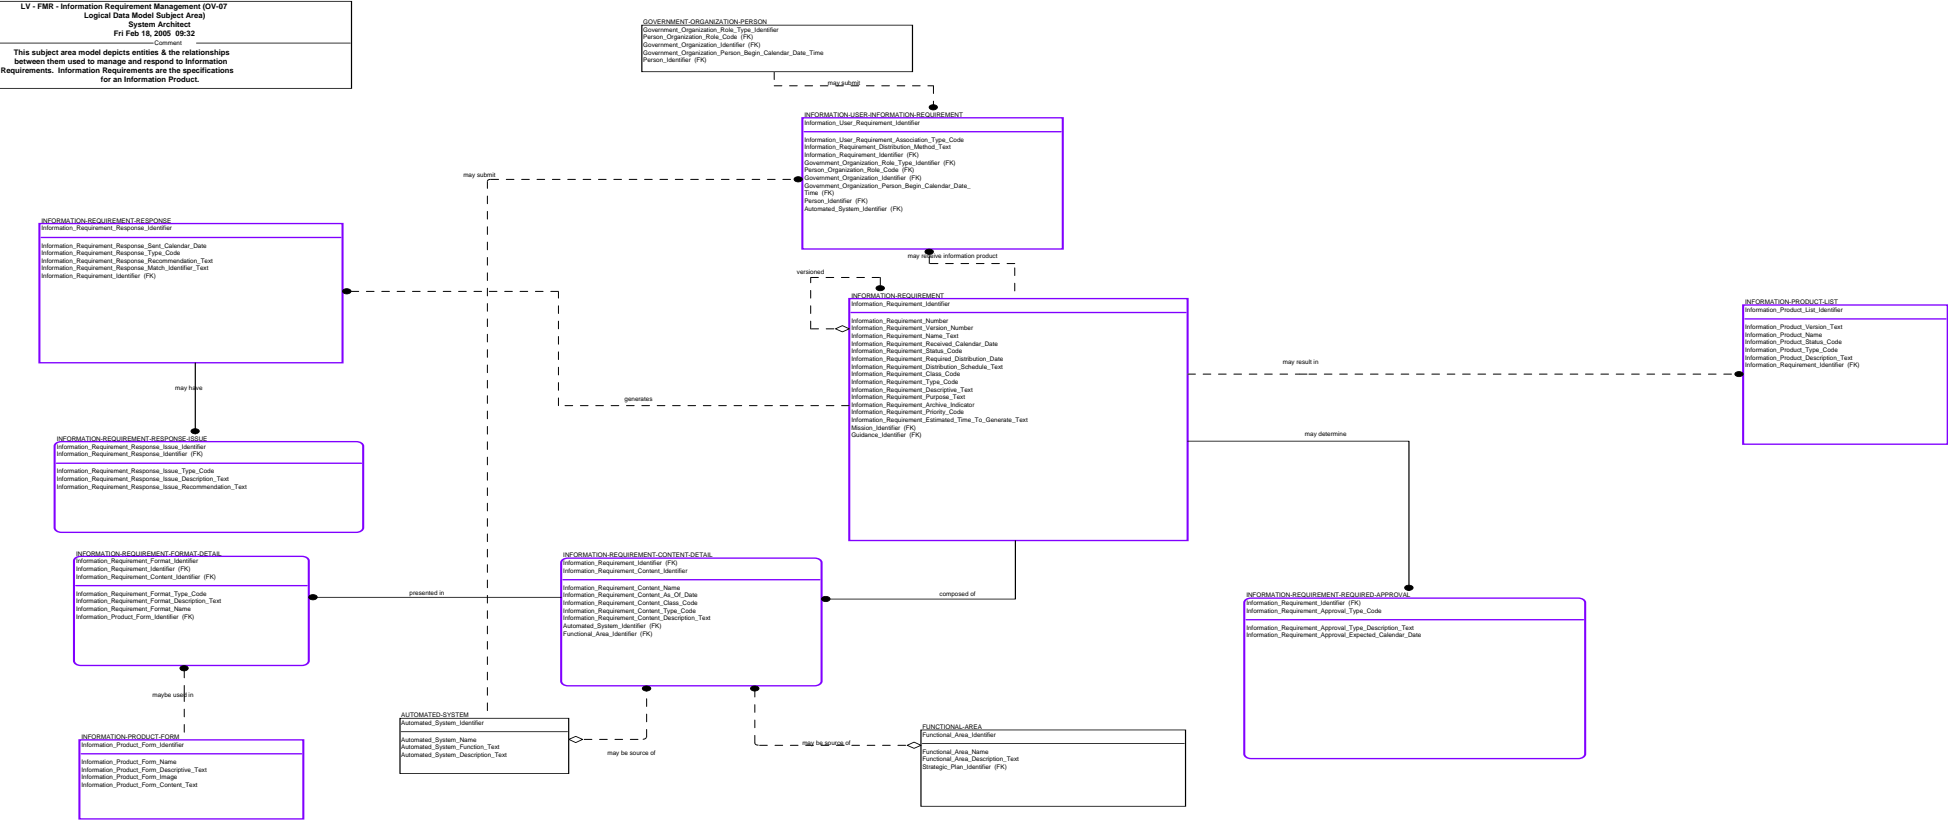 LV - FMR - Information Requirement Management (OV-07
Logical Data Model Subject Area)
System Architect
Fri Feb 18, 2005  09:32
Comment
This subject area model depicts entities & the relationships
between them used to manage and respond to Information
Requirements.  Information Requirements are the specifications
for an Information Product.
GOVERNMENT-ORGANIZATION-PERSON
Government_Organization_Role_Type_Identifier
Person_Organization_Role_Code (FK)
Government_Organization_Identifier (FK)
Government_Organization_Person_Begin_Calendar_Date_Time
Person_Identifier (FK)
may submit
INFORMATION-USER-INFORMATION-REQUIREMENT
Information_User_Requirement_Identifier
Information_User_Requirement_Association_Type_Code
Information_Requirement_Distribution_Method_Text
Information_Requirement_Identifier (FK)
Government_Organization_Role_Type_Identifier (FK)
Person_Organization_Role_Code (FK)
Government_Organization_Identifier (FK)
Government_Organization_Person_Begin_Calendar_Date_
Time (FK)
Person_Identifier (FK)
Automated_System_Identifier (FK)
may submit
may receive information product
versioned
INFORMATION-REQUIREMENT-RESPONSE
Information_Requirement_Response_Identifier
Information_Requirement_Response_Sent_Calendar_Date
Information_Requirement_Response_Type_Code
Information_Requirement_Response_Recommendation_Text
Information_Requirement_Response_Match_Identifier_Text
Information_Requirement_Identifier (FK)
may have
generates
INFORMATION-REQUIREMENT
Information_Requirement_Identifier
Information_Requirement_Number
Information_Requirement_Version_Number
Information_Requirement_Name_Text
Information_Requirement_Received_Calendar_Date
Information_Requirement_Status_Code
Information_Requirement_Required_Distribution_Date
Information_Requirement_Distribution_Schedule_Text
Information_Requirement_Class_Code
Information_Requirement_Type_Code
Information_Requirement_Descriptive_Text
Information_Requirement_Purpose_Text
Information_Requirement_Archive_Indicator
Information_Requirement_Priority_Code
Information_Requirement_Estimated_Time_To_Generate_Text
Mission_Identifier (FK)
Guidance_Identifier (FK)
may result in
INFORMATION-PRODUCT-LIST
Information_Product_List_Identifier
Information_Product_Version_Text
Information_Product_Name
Information_Product_Status_Code
Information_Product_Type_Code
Information_Product_Description_Text
Information_Requirement_Identifier (FK)
may determine
INFORMATION-REQUIREMENT-RESPONSE-ISSUE
Information_Requirement_Response_Issue_Identifier
Information_Requirement_Response_Identifier (FK)
Information_Requirement_Response_Issue_Type_Code
Information_Requirement_Response_Issue_Description_Text
Information_Requirement_Response_Issue_Recommendation_Text
INFORMATION-REQUIREMENT-FORMAT-DETAIL
Information_Requirement_Format_Identifier
Information_Requirement_Identifier (FK)
Information_Requirement_Content_Identifier (FK)
Information_Requirement_Format_Type_Code
Information_Requirement_Format_Description_Text
Information_Requirement_Format_Name
Information_Product_Form_Identifier (FK)
presented in
INFORMATION-REQUIREMENT-CONTENT-DETAIL
Information_Requirement_Identifier (FK)
Information_Requirement_Content_Identifier
Information_Requirement_Content_Name
Information_Requirement_Content_As_Of_Date
Information_Requirement_Content_Class_Code
Information_Requirement_Content_Type_Code
Information_Requirement_Content_Description_Text
Automated_System_Identifier (FK)
Functional_Area_Identifier (FK)
composed of
INFORMATION-REQUIREMENT-REQUIRED-APPROVAL
Information_Requirement_Identifier (FK)
Information_Requirement_Approval_Type_Code
Information_Requirement_Approval_Type_Description_Text
Information_Requirement_Approval_Expected_Calendar_Date
maybe used in
INFORMATION-PRODUCT-FORM
Information_Product_Form_Identifier
Information_Product_Form_Name
Information_Product_Form_Descriptive_Text
Information_Product_Form_Image
Information_Product_Form_Content_Text
AUTOMATED-SYSTEM
Automated_System_Identifier
Automated_System_Name
Automated_System_Function_Text
Automated_System_Description_Text
may be source of
may be source of
FUNCTIONAL-AREA
Functional_Area_Identifier
Functional_Area_Name
Functional_Area_Description_Text
Strategic_Plan_Identifier (FK)